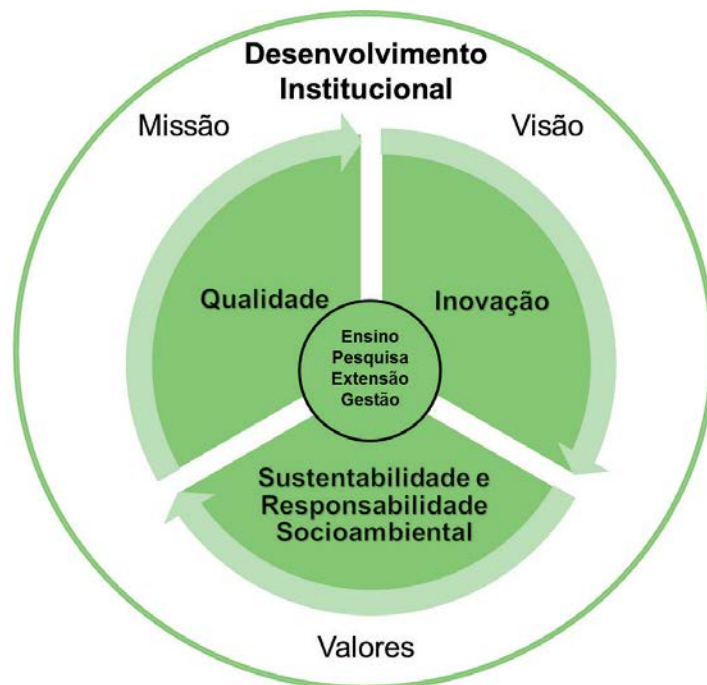 Desenvolvimento
Institucional
Missão
Visão
Qualidade
Inovação
Ensino
Pesquisa
Extensão
Gestão
Sustentabilidade e
Responsabilidade
Socioambiental
Valores